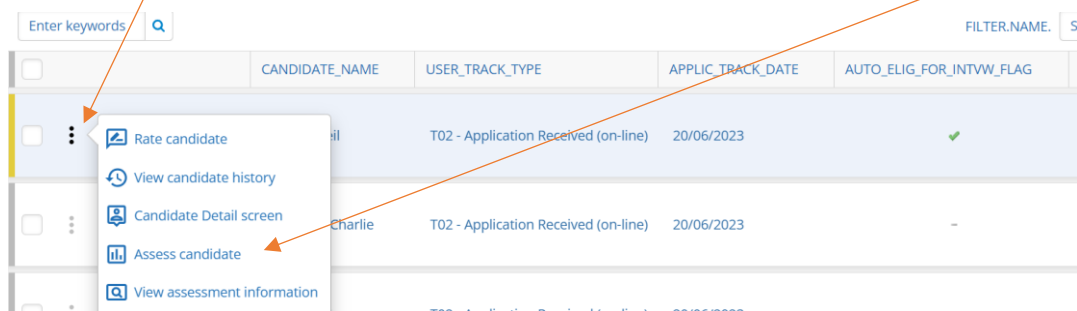 Enter keywords
FILTER.NAME.
CANDIDATE_NAME USER_TRACK_TYPE APPLIC_TRACK_DATE AUTO_ELIG_FOR_INTVW_FLAG
T02 - Application Received (on-line) 20/06/2023
Rate candidate
View candidate history
Candidate Detail screen
Charlie T02 - Application Received (on-line) 20/06/2023 -
Assess candidate
View assessment information